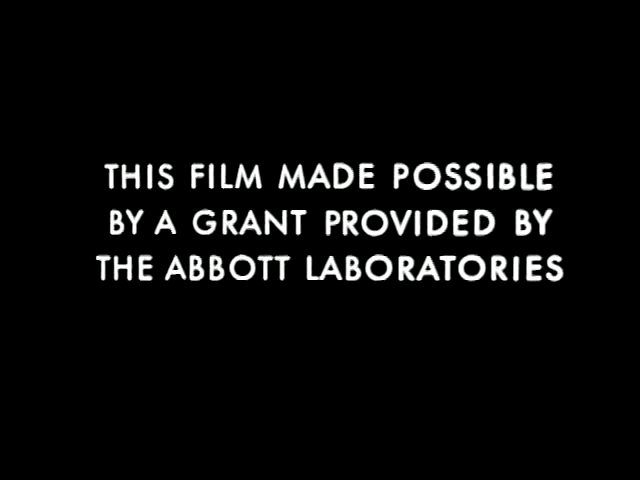 THIS FILM MADE POSSIBLE
BY A GRANT PROVIDED BY
THE ABBOTT LABORATORIES